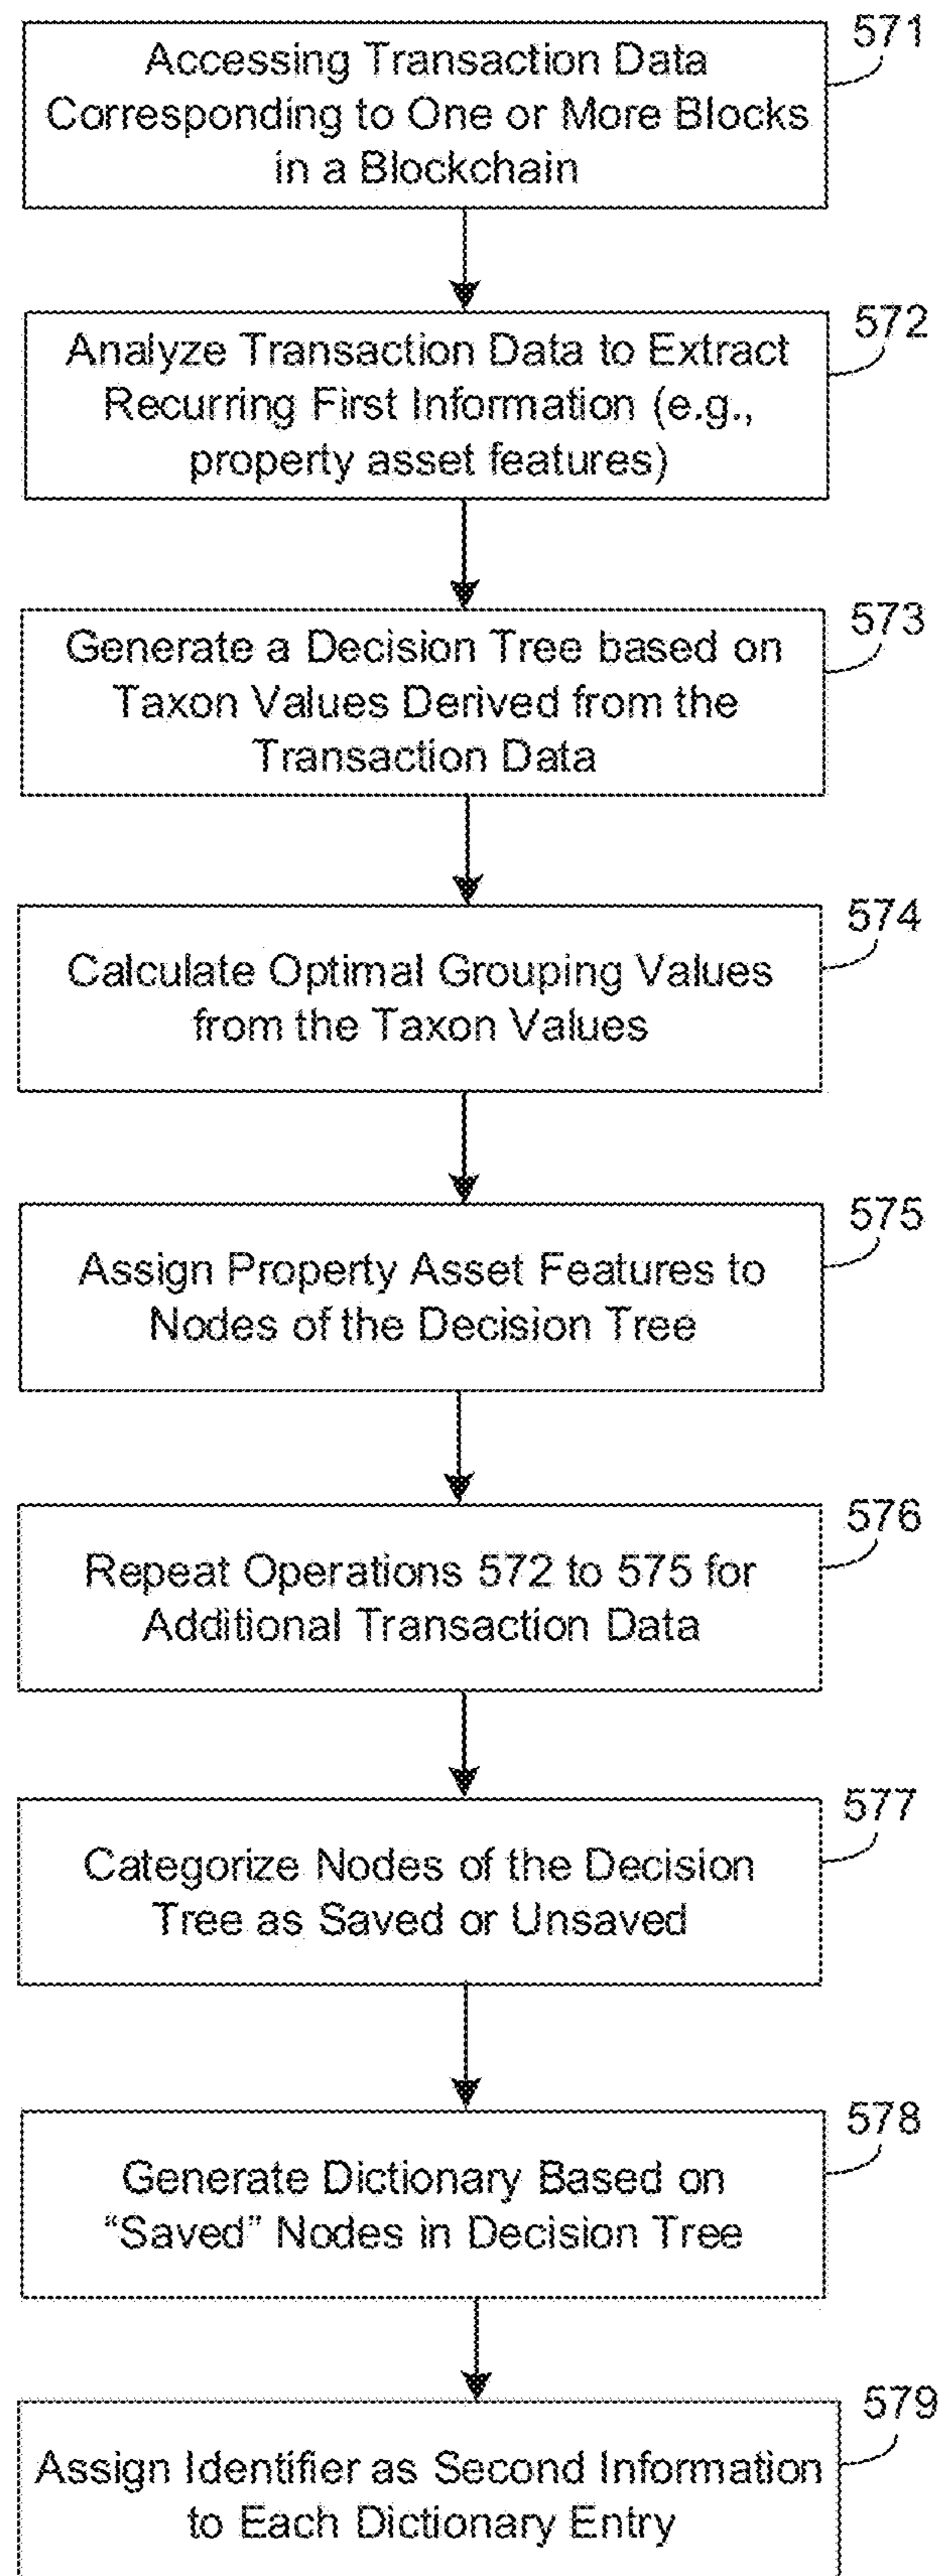 571
Accessing Transaction Data
Corresponding to One or More Blocks
in a Blockchain
572
Analyze Transaction Data to Extract
Recurring First Information (e.g.,
property asset features)
573
Generate a Decision Tree based on
Taxon Values Derived from the
Transaction Data
574
Calculate Optimal Grouping Values
from the Taxon Values
575
Assign Property Asset Features to
Nodes of the Decision Tree
576
Repeat Operations 572 to 575 for
Additional Transaction Data
577
Categorize Nodes of the Decision
Tree as Saved or Unsaved
578
Generate Dictionary Based on
“Saved” Nodes in Decision Tree
579
Assign Identifier as Second Information
to Each Dictionary Entry